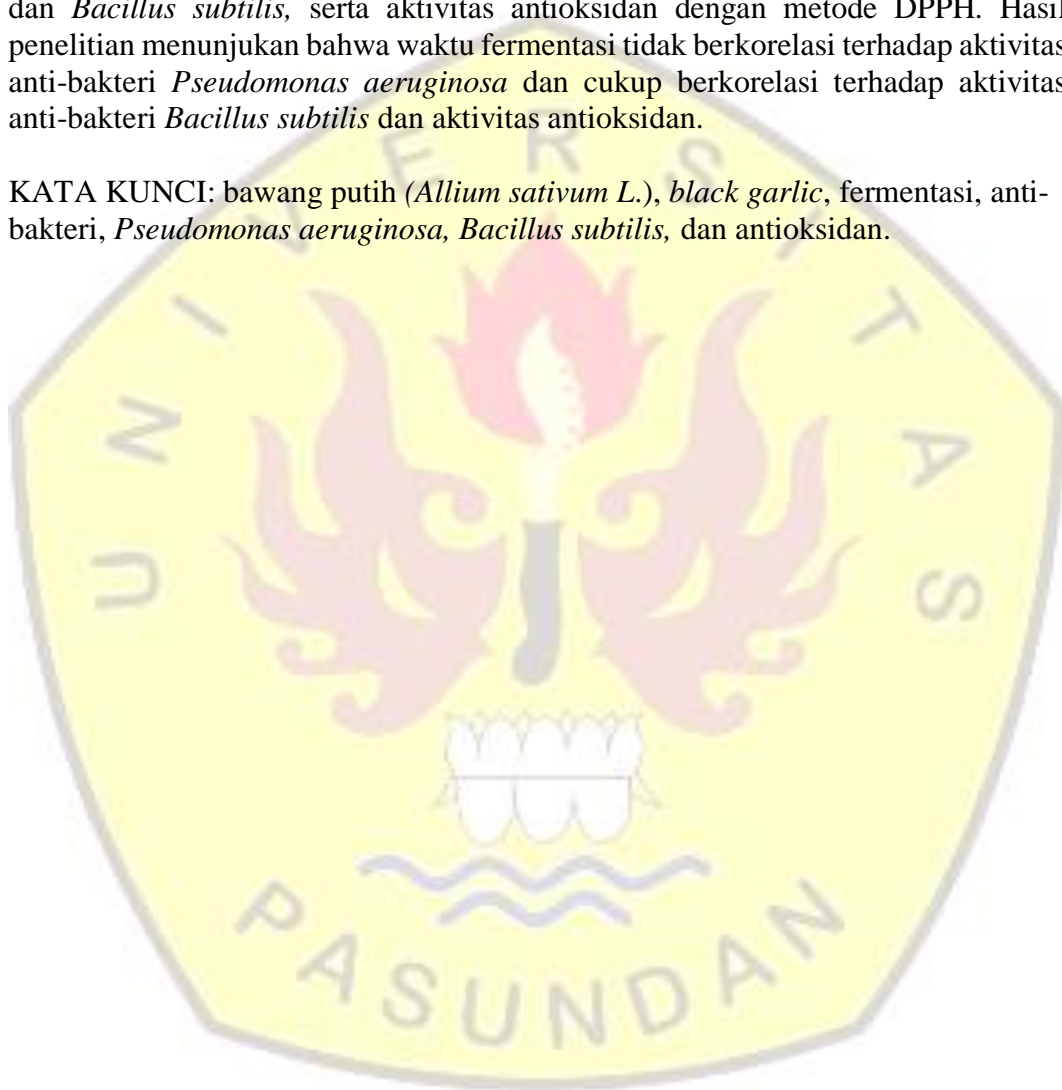 dan Bacillus subtilis, serta aktivitas antioksidan dengan metode DPPH. Hasil
penelitian menunjukan bahwa waktu fermentasi tidak berkorelasi terhadap aktivitas
anti-bakteri Pseudomonas aeruginosa dan cukup berkorelasi terhadap aktivitas
anti-bakteri Bacillus subtilis dan aktivitas antioksidan.
KATA KUNCI: bawang putih (Allium sativum L.), black garlic, fermentasi, anti-
bakteri, Pseudomonas aeruginosa, Bacillus subtilis, dan antioksidan.
UNIVERSITAS
PASUNDAN